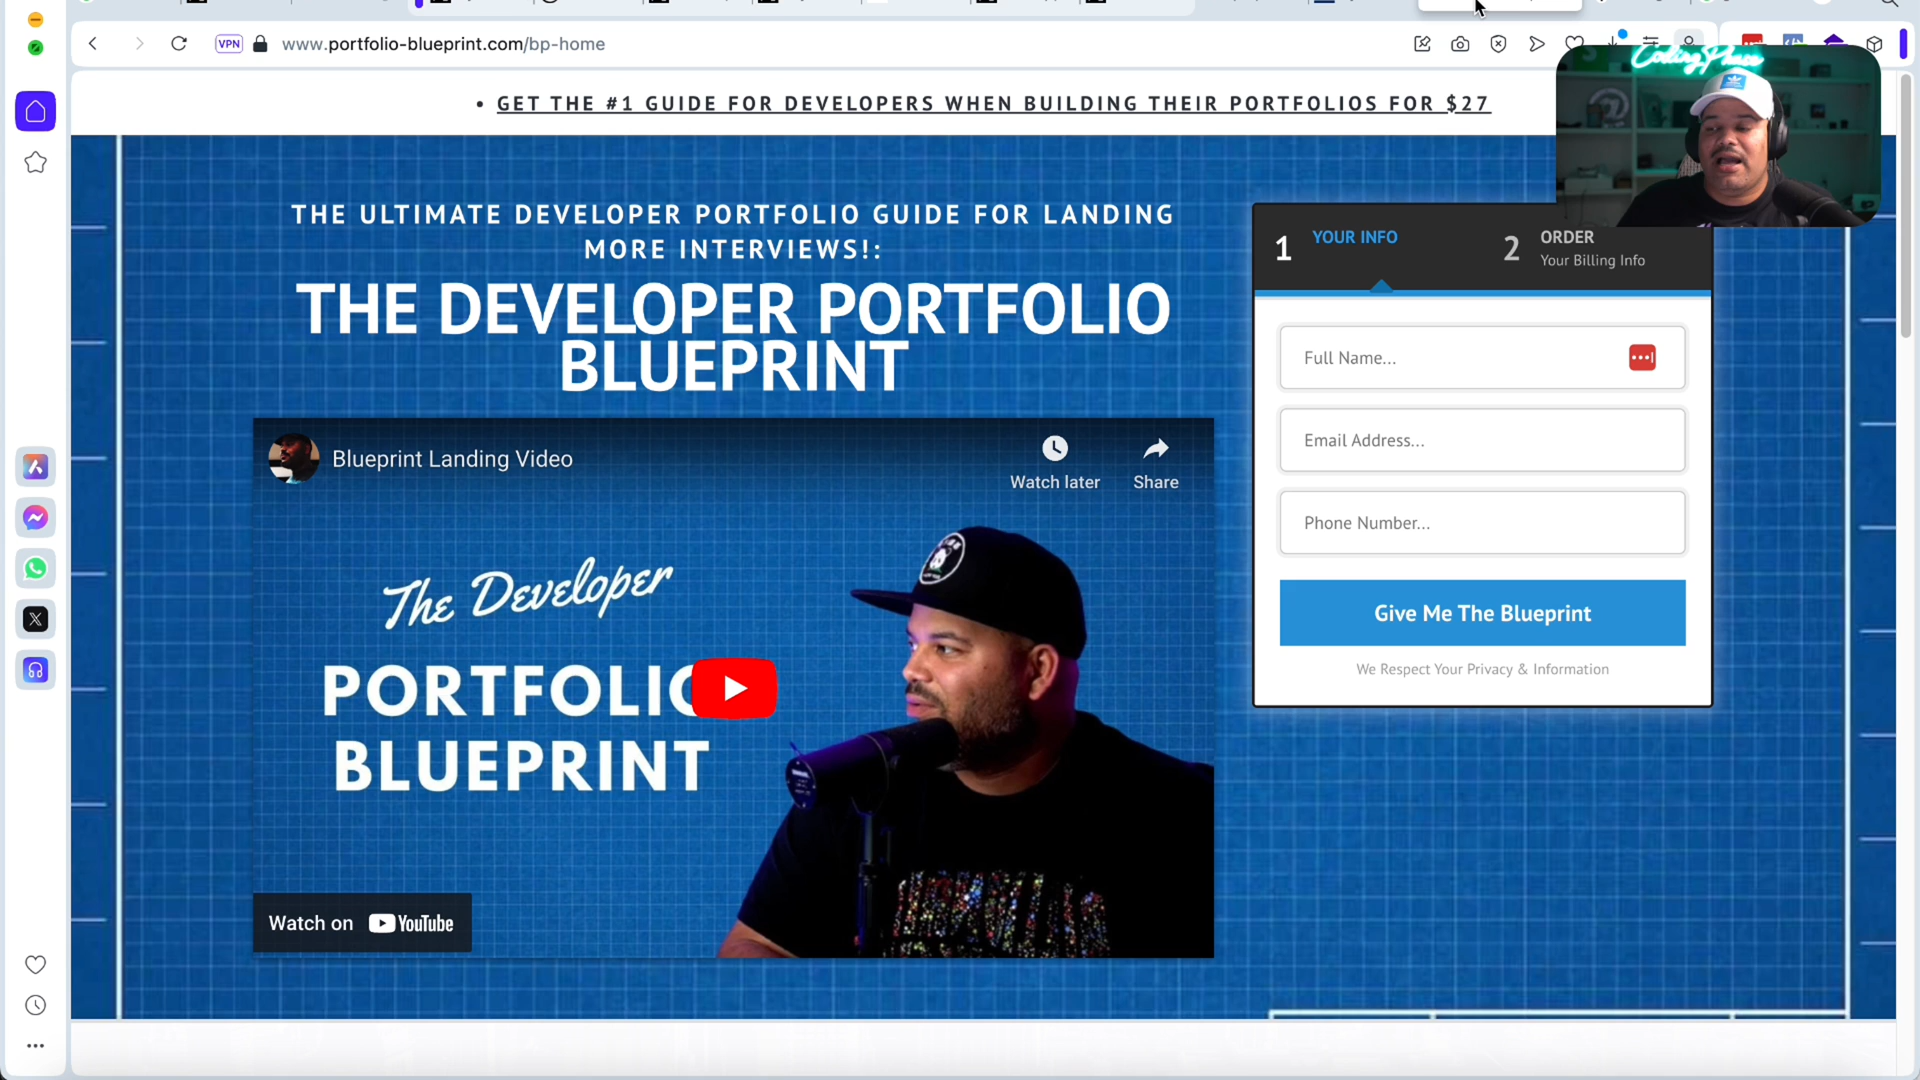 VPN
www.portfolio-blueprint.com/bp-home
CodingPhase
GET THE #1 GUIDE FOR DEVELOPERS WHEN BUILDING THEIR PORTFOLIOS FOR $27
THE ULTIMATE DEVELOPER PORTFOLIO GUIDE FOR LANDING
MORE INTERVIEWS!:
THE DEVELOPER PORTFOLIO
BLUEPRINT
Blueprint Landing Video
Watch later
Share
The Developer
PORTFOLIO
BLUEPRINT
Watch on YouTube
1 YOUR INFO
2 ORDER
Your Billing Info
Full Name...
Email Address...
Phone Number...
Give Me The Blueprint
We Respect Your Privacy & Information